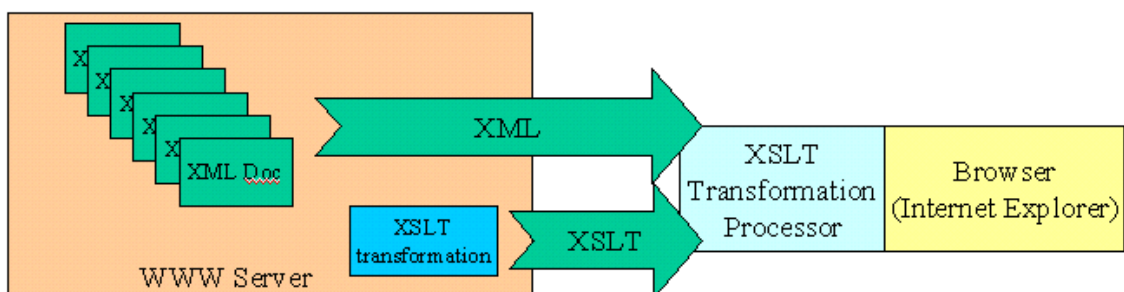 X
X
X
X
X
XML Doc
XML
XSLT
transformation
XSLT
WWW Server
XSLT
Transformation
Processor
Browser
(Internet Explorer)